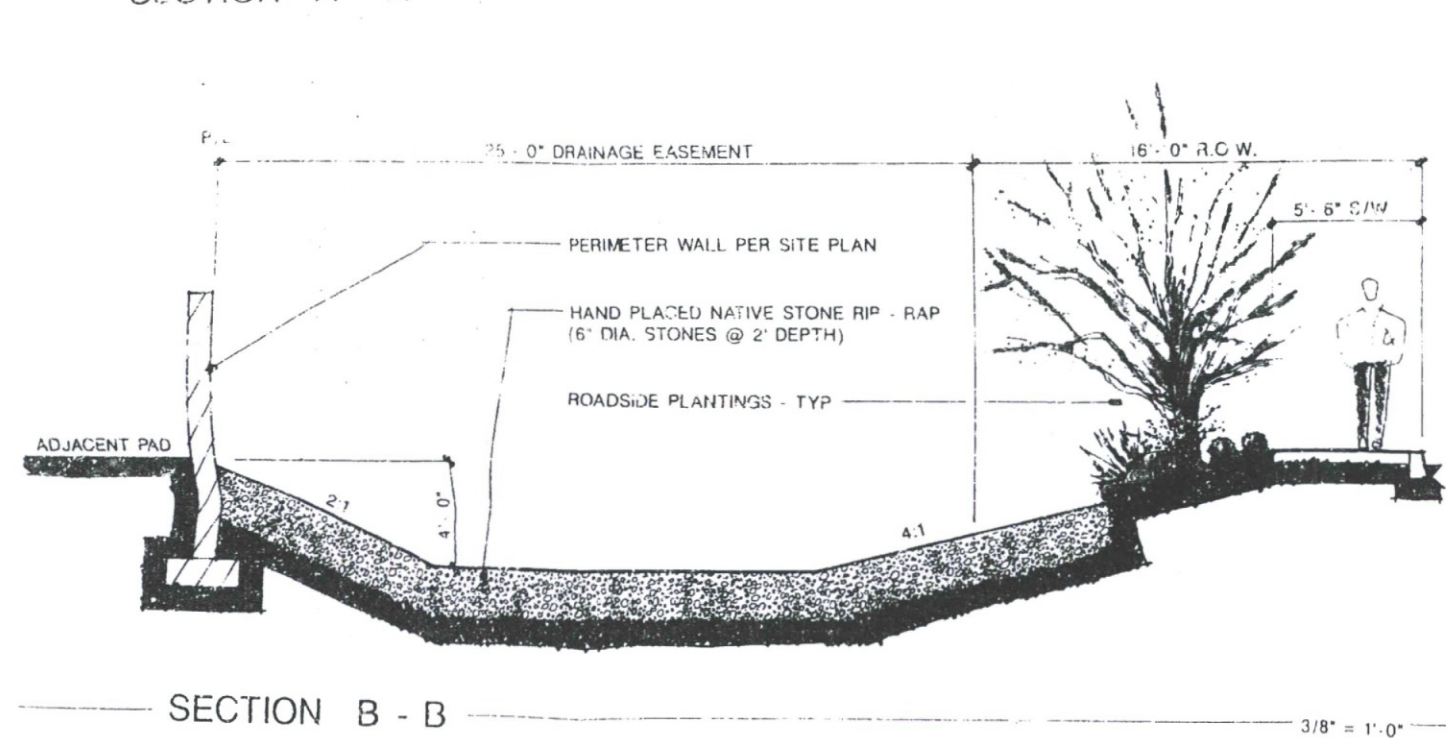 25 - 0" DRAINAGE EASEMENT
16' - 0" R.O.W.
5'- 6" S/W
PERIMETER WALL PER SITE PLAN
HAND PLACED NATIVE STONE RIP - RAP
(6" DIA. STONES @ 2' DEPTH)
ROADSIDE PLANTINGS - TYP
ADJACENT PAD
2:1
4'- 0"
4:1
SECTION B - B
3/8" = 1'-0"